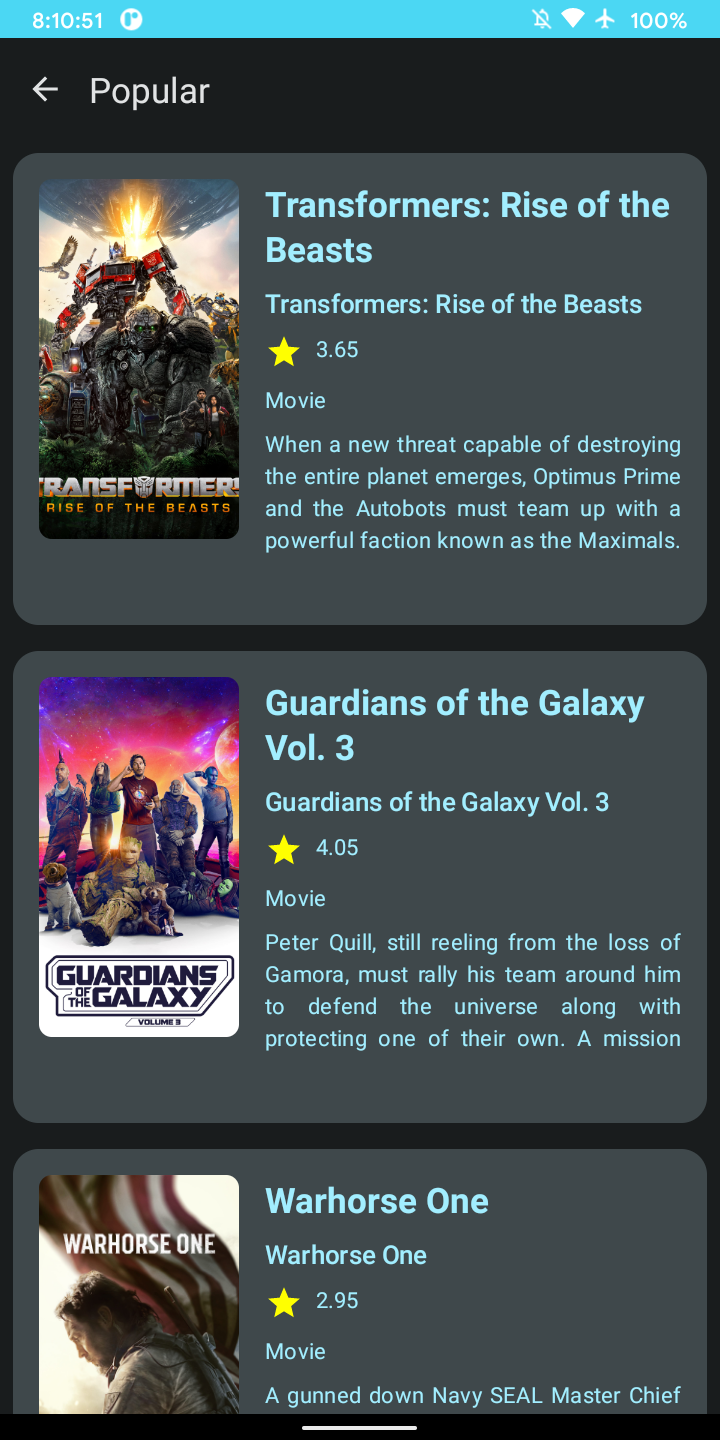 8:10:51
100%
Popular
TRANSFORMERS
RISE OF THE BEASTS
Transformers: Rise of the
Beasts
Transformers: Rise of the Beasts
3.65
Movie
When a new threat capable of destroying
the entire planet emerges, Optimus Prime
and the Autobots must team up with a
powerful faction known as the Maximals.
GUARDIANS
OF
THE GALAXY
VOLUME 3
Guardians of the Galaxy
Vol. 3
Guardians of the Galaxy Vol. 3
4.05
Movie
Peter Quill, still reeling from the loss of
Gamora, must rally his team around him
to defend the universe along with
protecting one of their own. A mission
WARHORSE ONE
Warhorse One
Warhorse One
2.95
Movie
A gunned down Navy SEAL Master Chief